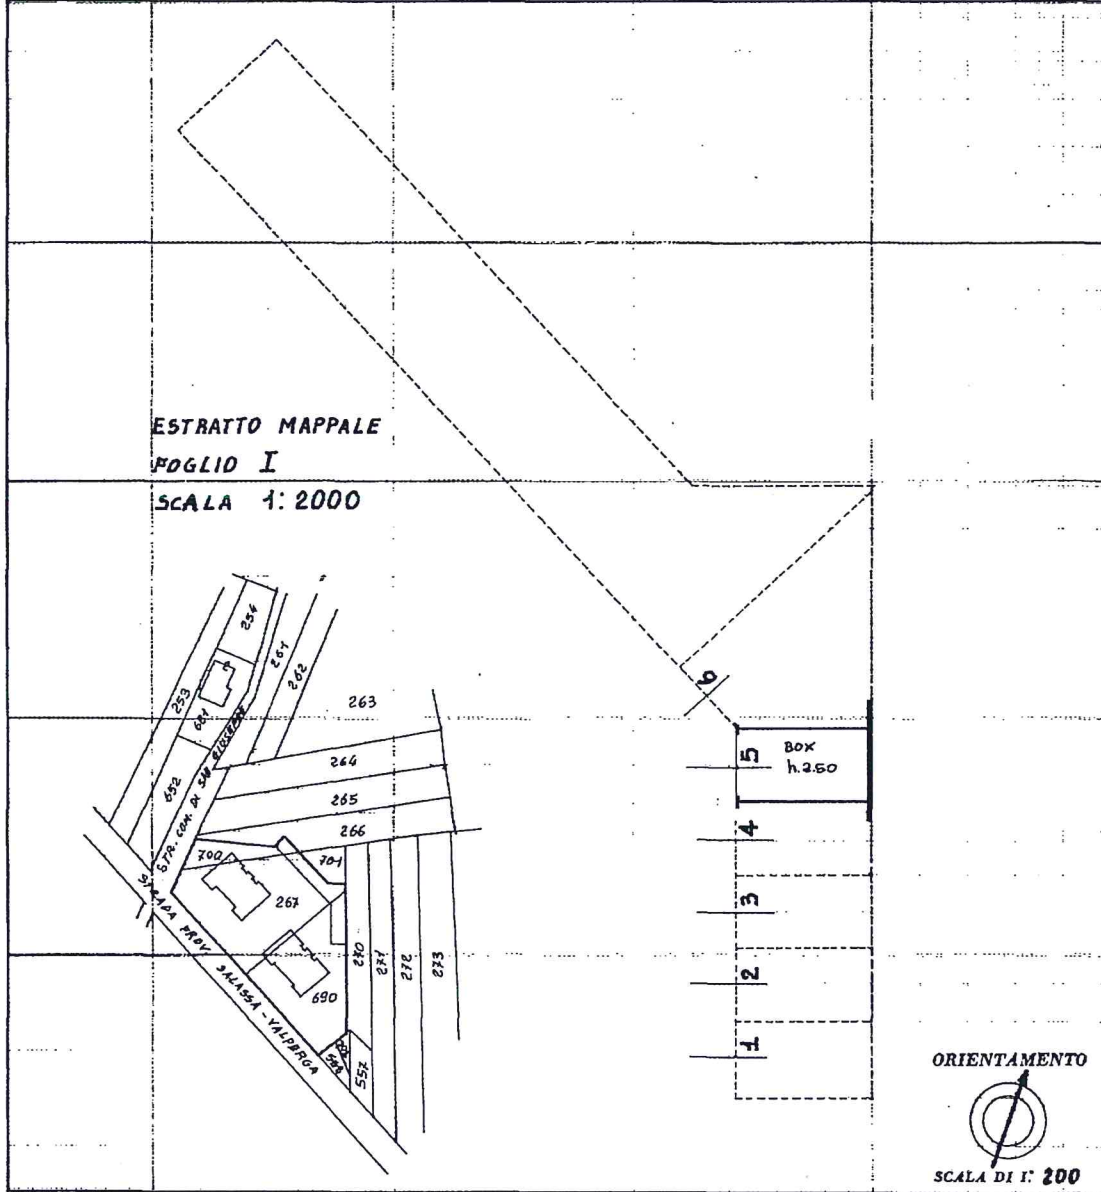 ESTRATTO MAPPALE
FOGLIO I
SCALA 1:2000
254
261
262
253
681
263
652
STR. COM. DI SAN GIUSEPPE
264
265
266
700
701
267
STRADA PROV. SALASSA - VALPERGA
690
270
271
272
273
557
6
5
BOX
h.2.50
4
3
2
1
ORIENTAMENTO
SCALA DI 1: 200